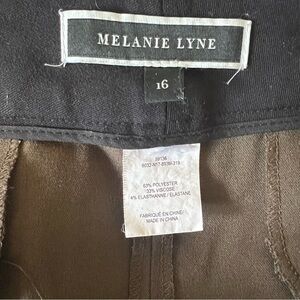 MELANIE LYNE
16
63% POLYESTER
33% VISCOSE
4% ELASTHANNE / ELASTANE
FABRIQUÉ EN CHINE/
MADE IN CHINA